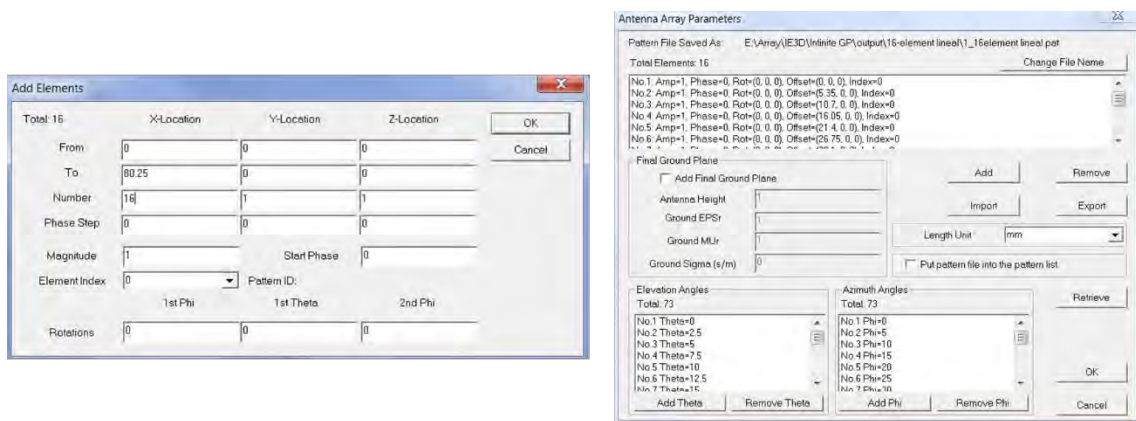 Add Elements
Total: 16 X-Location Y-Location Z-Location OK
From 0 0 0 Cancel
To 80.25 0 0
Number 16 1 1
Phase Step 0 0 0
Magnitude 1 Start Phase 0
Element Index 0 Pattern ID:
1st Phi 1st Theta 2nd Phi
Rotations 0 0 0
Antenna Array Parameters
Pattern File Saved As: E:\Array\IE3D\Infinite GP\output\16-element lineal\1_16element lineal.pat
Total Elements: 16 Change File Name
No.1: Amp=1, Phase=0, Rot=(0, 0, 0), Offset=(0, 0, 0), Index=0
No.2: Amp=1, Phase=0, Rot=(0, 0, 0), Offset=(5.35, 0, 0), Index=0
No.3: Amp=1, Phase=0, Rot=(0, 0, 0), Offset=(10.7, 0, 0), Index=0
No.4: Amp=1, Phase=0, Rot=(0, 0, 0), Offset=(16.05, 0, 0), Index=0
No.5: Amp=1, Phase=0, Rot=(0, 0, 0), Offset=(21.4, 0, 0), Index=0
No.6: Amp=1, Phase=0, Rot=(0, 0, 0), Offset=(26.75, 0, 0), Index=0
Final Ground Plane
Add Final Ground Plane Add Remove
Antenna Height 1
Import Export
Ground EPSr 1
Ground MUr 1 Length Unit mm
Ground Sigma (s/m) 0 Put pattern file into the pattern list
Elevation Angles Azimuth Angles
Total: 73 Total: 73 Retrieve
No.1 Theta=0 No.1 Phi=0
No.2 Theta=2.5 No.2 Phi=5
No.3 Theta=5 No.3 Phi=10
No.4 Theta=7.5 No.4 Phi=15
No.5 Theta=10 No.5 Phi=20
No.6 Theta=12.5 No.6 Phi=25 OK
No.7 Theta=15 No.7 Phi=30
Add Theta Remove Theta Add Phi Remove Phi Cancel